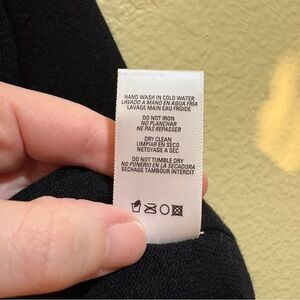 HAND WASH IN COLD WATER
LAVADO A MANO EN AGUA FRIA
LAVAGE MAIN EAU FROIDE
DO NOT IRON
NO PLANCHAR
NE PAS REPASSER
DRY CLEAN
LIMPIAR EN SECO
NETOYAGE A SEC
DO NOT TUMBLE DRY
NO PONERIO EN LA SECADORA
SECHAGE TAMBOUR INTERDIT